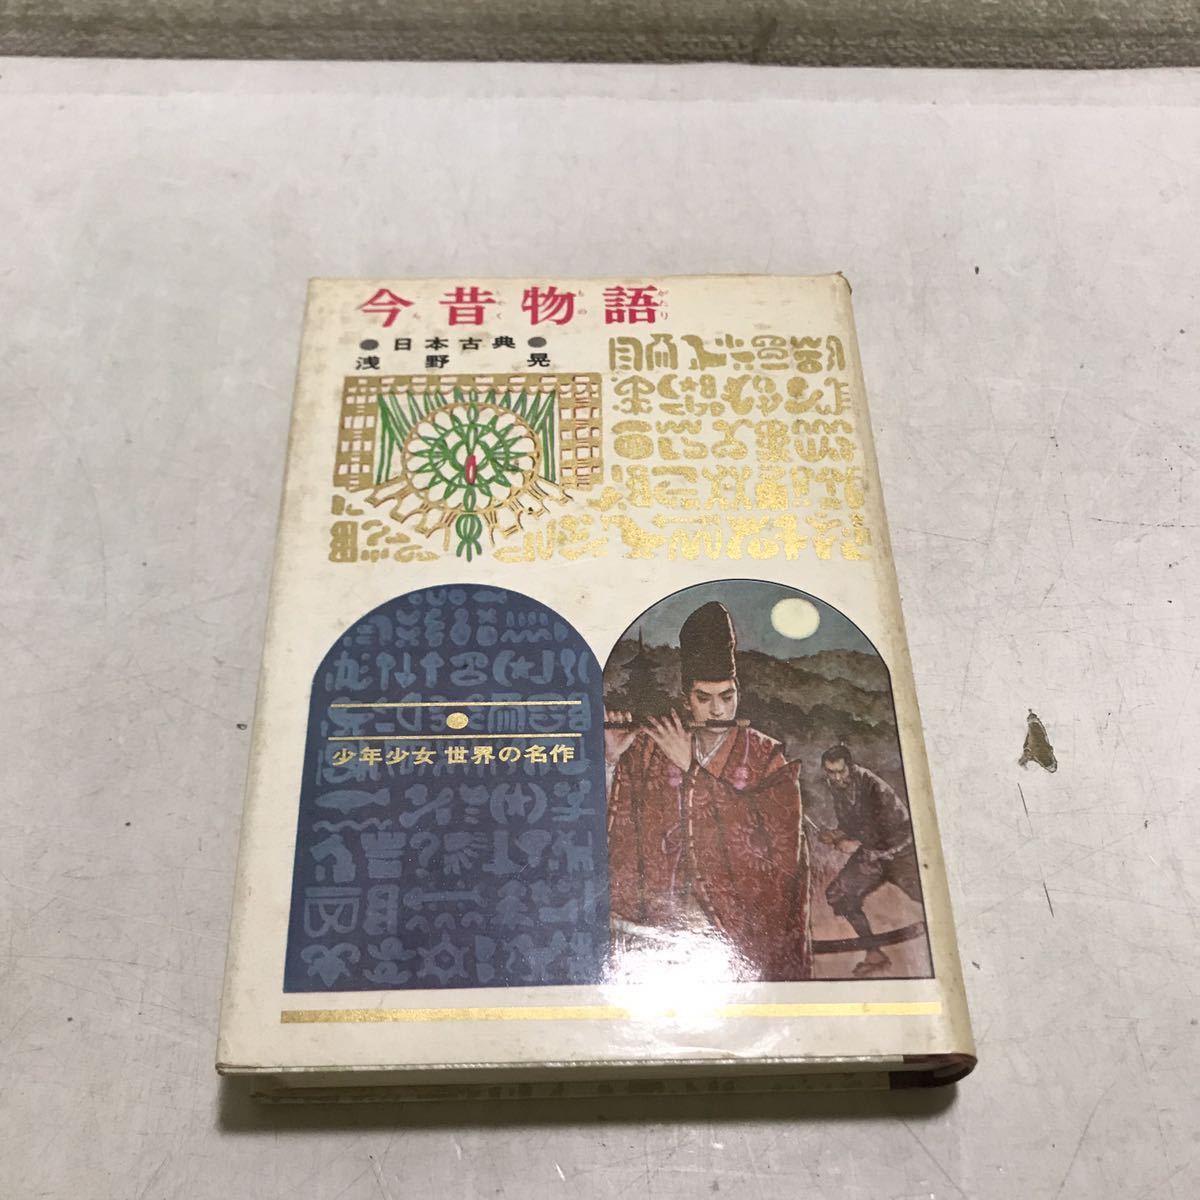 今昔物語
●日本古典●
浅野 晃
少年少女 世界の名作